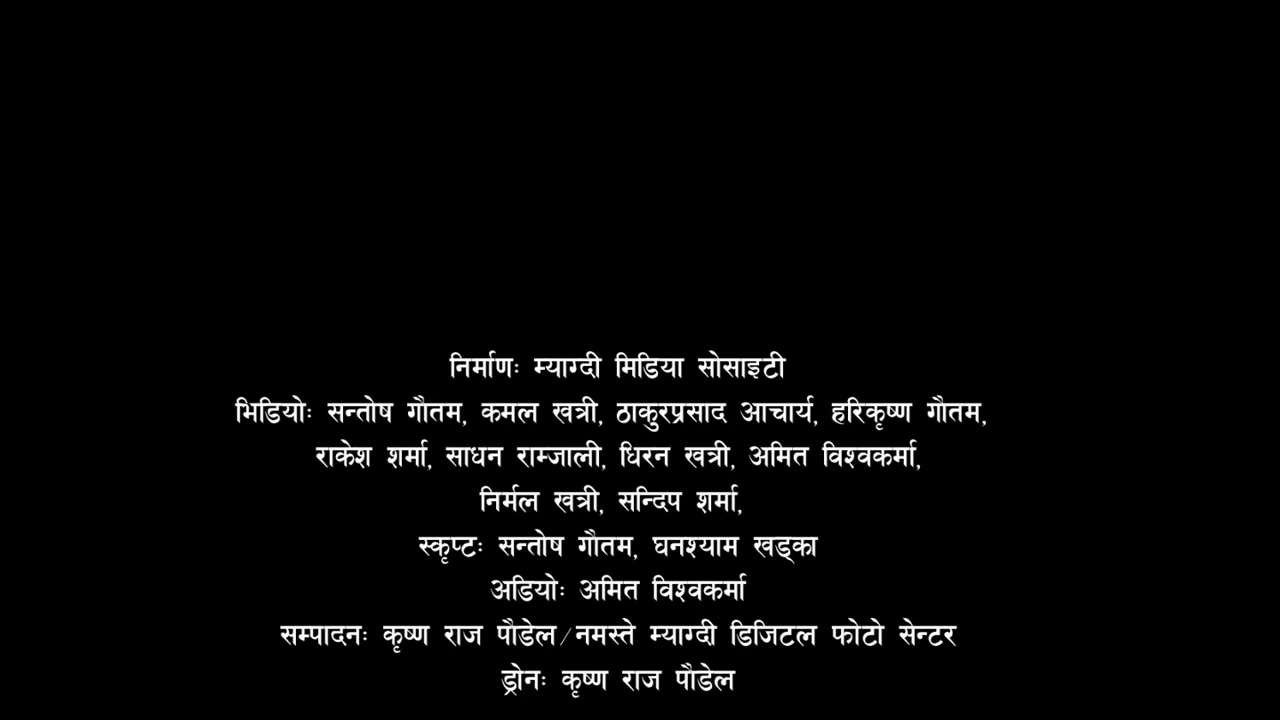 निर्माणः म्याग्दी मिडिया सोसाइटी
भिडियोः सन्तोष गौतम, कमल खत्री, ठाकुरप्रसाद आचार्य, हरिकृष्ण गौतम,
राकेश शर्मा, साधन राम्जाली, धिरन खत्री, अमित विश्वकर्मा,
निर्मल खत्री, सन्दिप शर्मा,
स्कृप्टः सन्तोष गौतम, घनश्याम खड्का
अडियोः अमित विश्वकर्मा
सम्पादनः कृष्ण राज पौडेल/नमस्ते म्याग्दी डिजिटल फोटो सेन्टर
ड्रोनः कृष्ण राज पौडेल